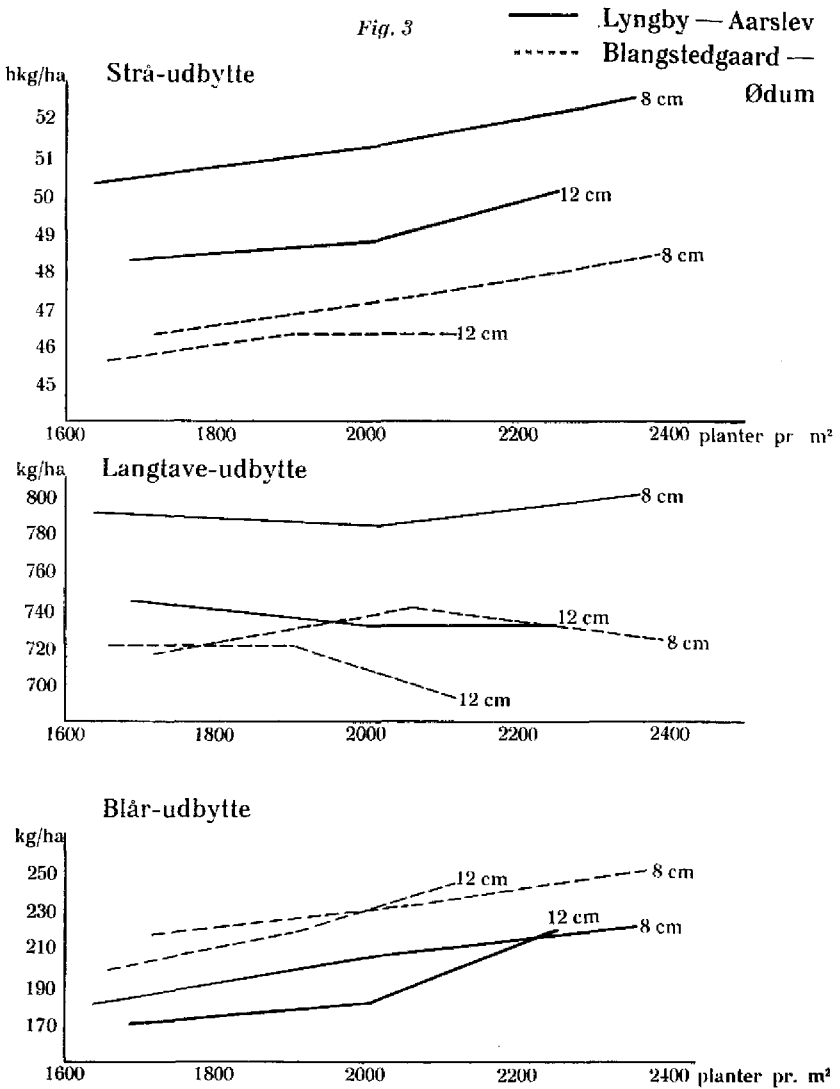 Fig. 3
Lyngby — Aarslev
Blangstedgaard —
Ødum
hkg/ha
Strå-udbytte
52
51
50
49
48
47
46
45
8 cm
12 cm
8 cm
12 cm
1600
1800
2000
2200
2400
planter pr. m²
kg/ha
Langtave-udbytte
800
780
760
740
720
700
8 cm
12 cm
8 cm
12 cm
1600
1800
2000
2200
2400
planter pr. m²
Blår-udbytte
kg/ha
250
230
210
190
170
12 cm
8 cm
12 cm
8 cm
1600
1800
2000
2200
2400
planter pr. m²